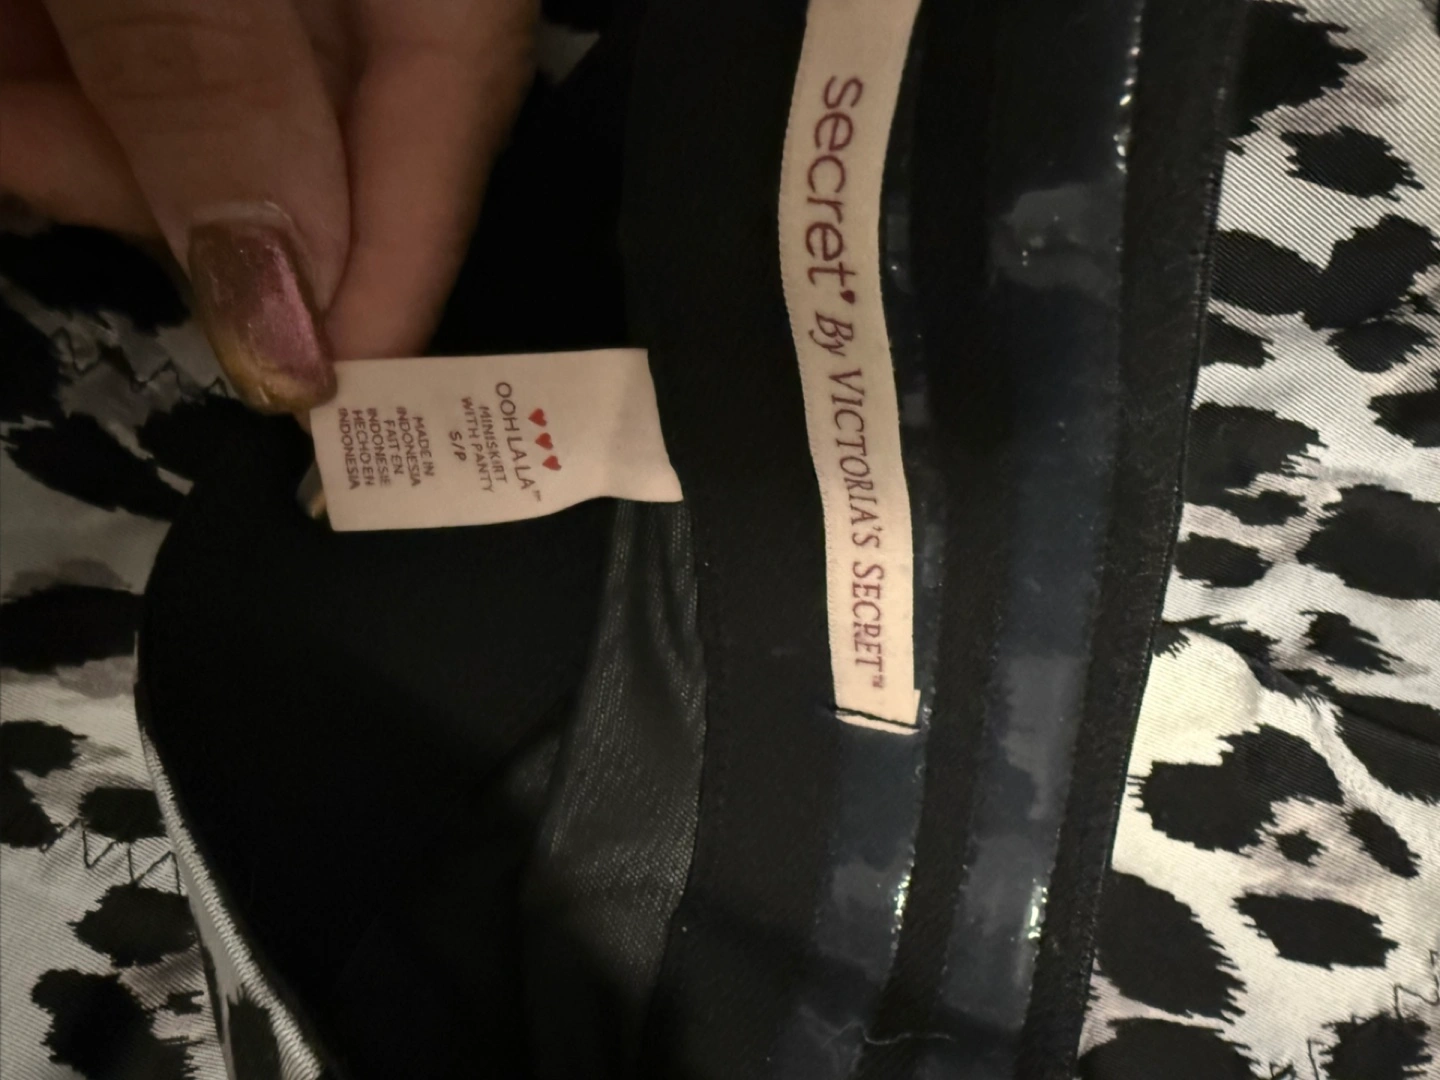 secret♥ By VICTORIA'S SECRET™
♥♥♥
OOH LA LA™
MINISKIRT
WITH PANTY
S/P
MADE IN
INDONESIA
FAIT EN
INDONESIE
HECHO EN
INDONESIA